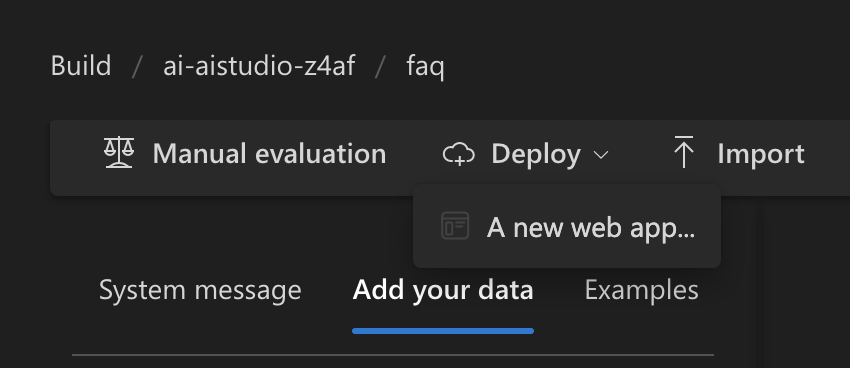 Build / ai-aistudio-z4af / faq
Manual evaluation Deploy Import
A new web app...
System message Add your data Examples